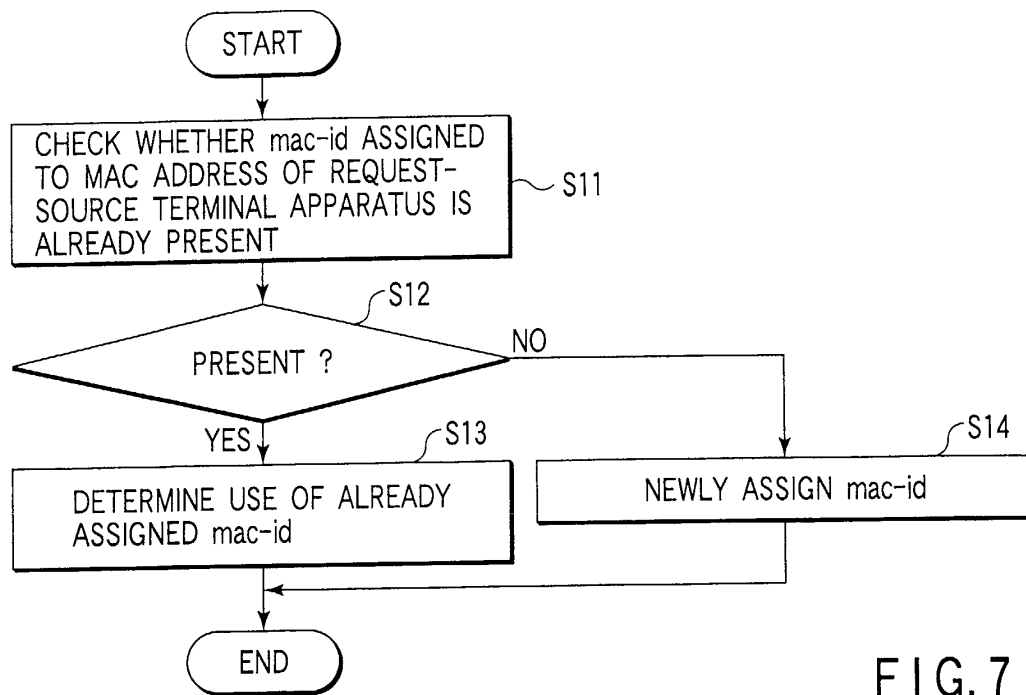 START
CHECK WHETHER mac-id ASSIGNED
TO MAC ADDRESS OF REQUEST-
SOURCE TERMINAL APPARATUS IS
ALREADY PRESENT
S11
S12
PRESENT ?
NO
YES
S13
DETERMINE USE OF ALREADY
ASSIGNED mac-id
S14
NEWLY ASSIGN mac-id
END
FIG. 7